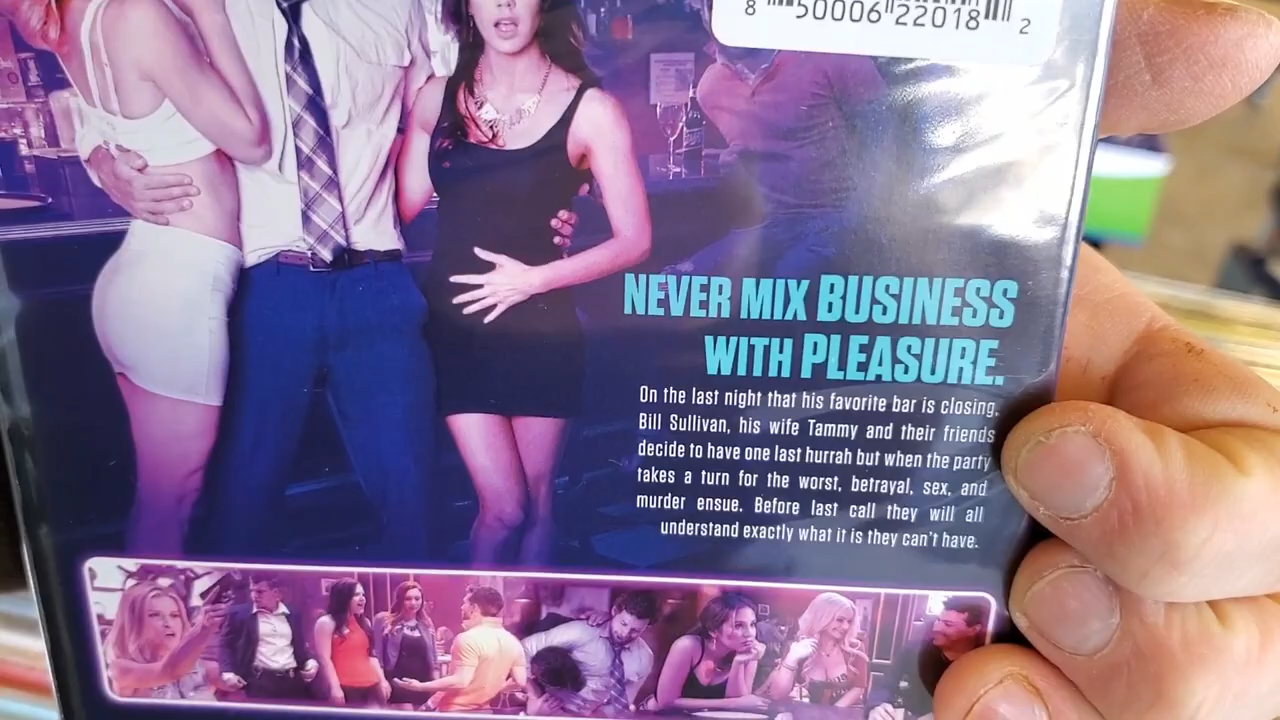 8 50006 22018 2
NEVER MIX BUSINESS
WITH PLEASURE.
On the last night that his favorite bar is closing,
Bill Sullivan, his wife Tammy and their friends
decide to have one last hurrah but when the party
takes a turn for the worst, betrayal, sex, and
murder ensue. Before last call they will all
understand exactly what it is they can't have.